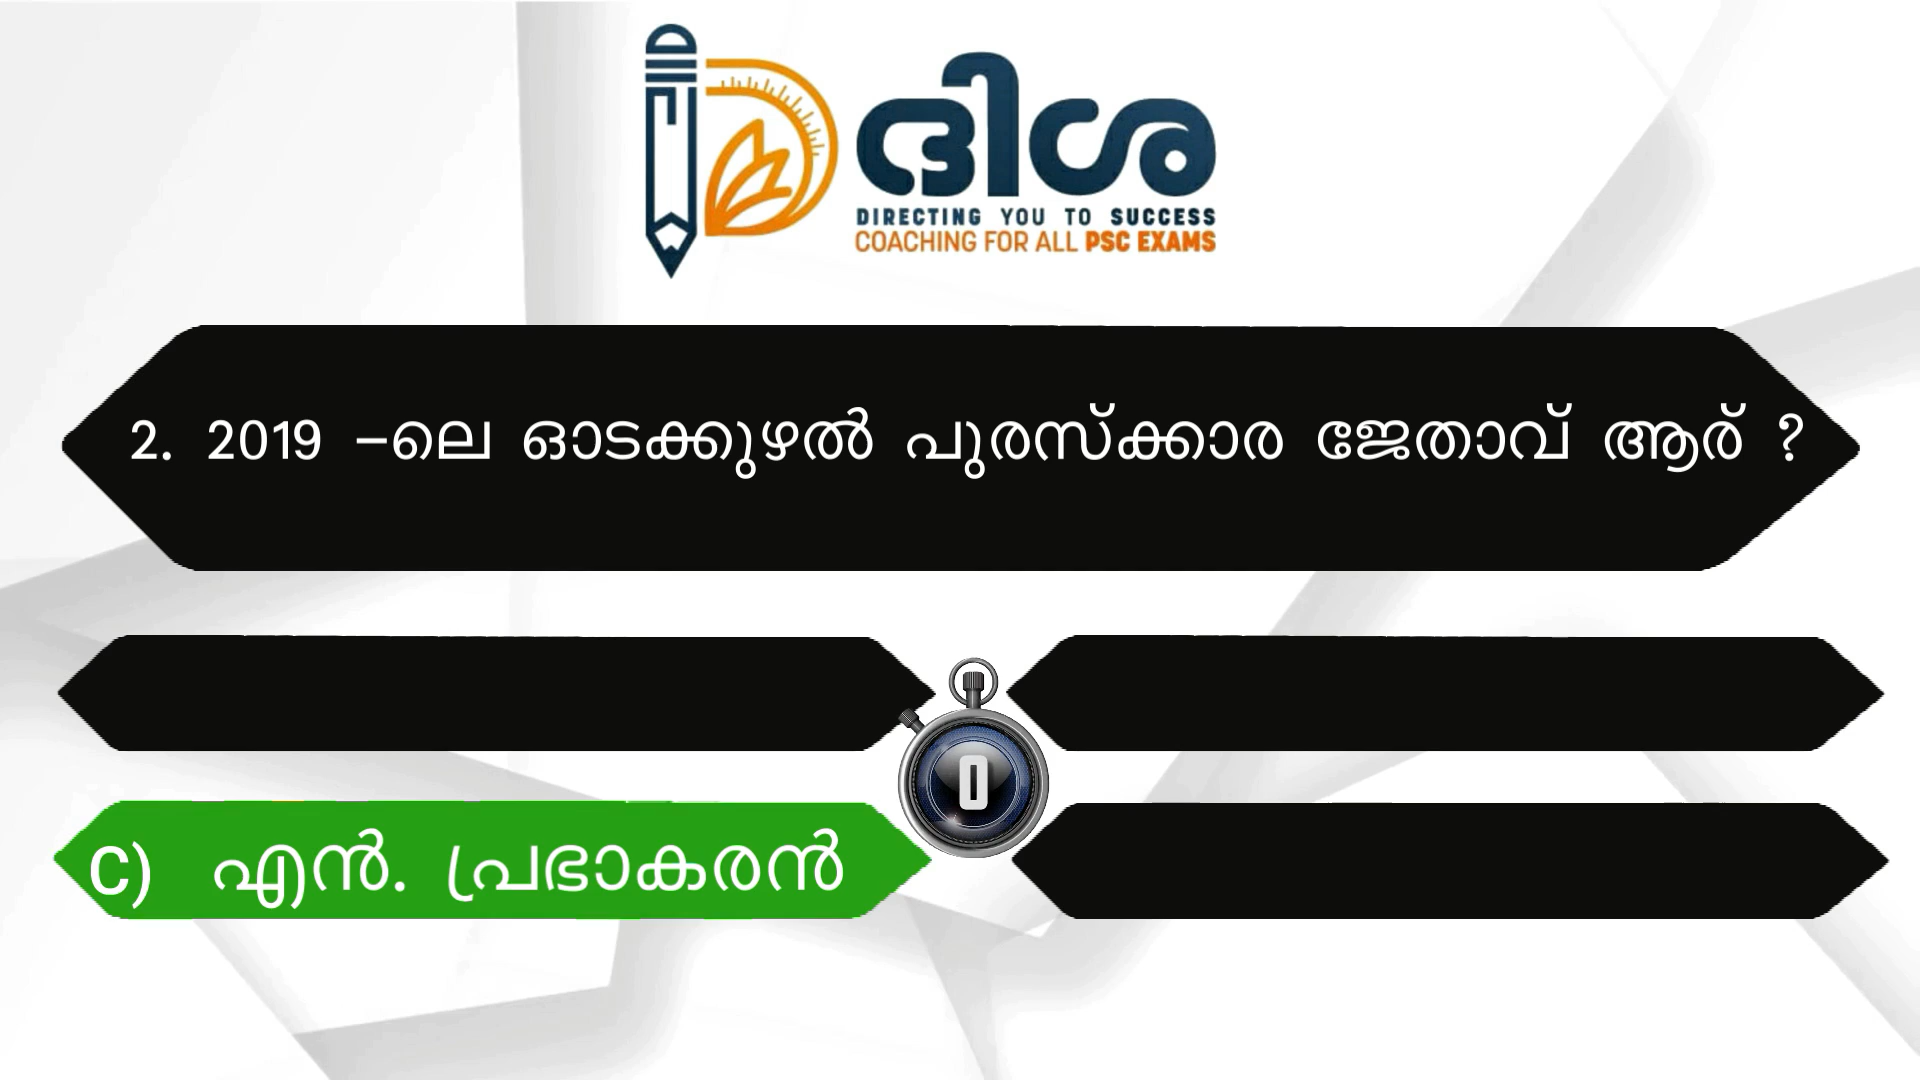 ദിശ
DIRECTING YOU TO SUCCESS
COACHING FOR ALL PSC EXAMS
2. 2019 –ലെ ഓടക്കുഴൽ പുരസ്ക്കാര ജേതാവ് ആര് ?
0
C) എൻ. പ്രഭാകരൻ